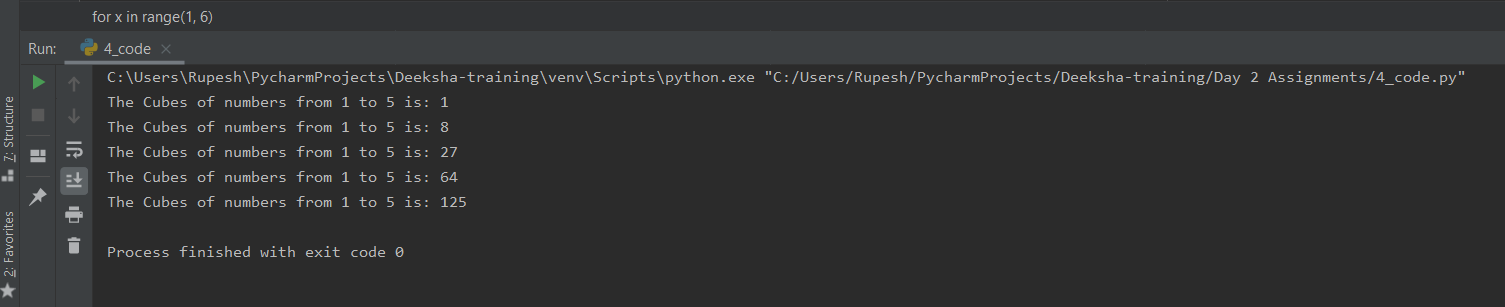 for x in range(1, 6)
Run: 4_code
C:\Users\Rupesh\PycharmProjects\Deeksha-training\venv\Scripts\python.exe "C:/Users/Rupesh/PycharmProjects/Deeksha-training/Day 2 Assignments/4_code.py"
The Cubes of numbers from 1 to 5 is: 1
The Cubes of numbers from 1 to 5 is: 8
The Cubes of numbers from 1 to 5 is: 27
The Cubes of numbers from 1 to 5 is: 64
The Cubes of numbers from 1 to 5 is: 125
Process finished with exit code 0
7: Structure
2: Favorites